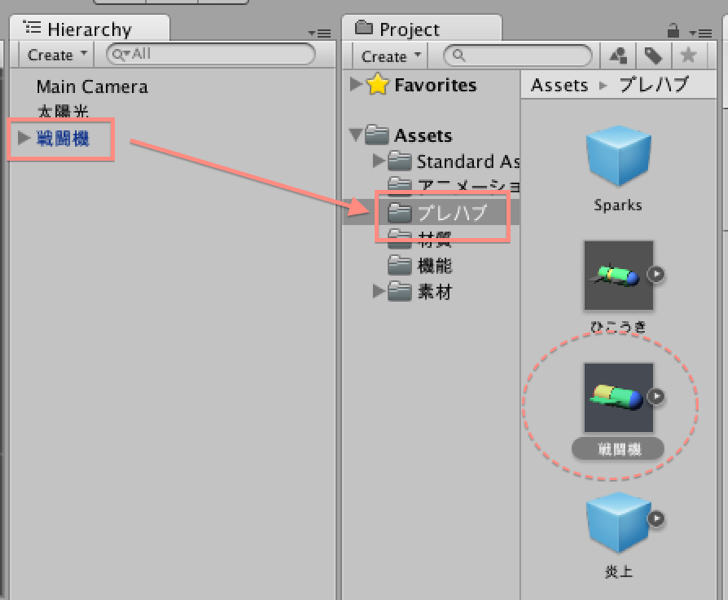 Hierarchy
Create
All
Main Camera
太陽光
戦闘機
Project
Create
Favorites
Assets
Standard As
アニメーショ
プレハブ
材質
機能
素材
Assets
プレハブ
Sparks
ひこうき
戦闘機
炎上